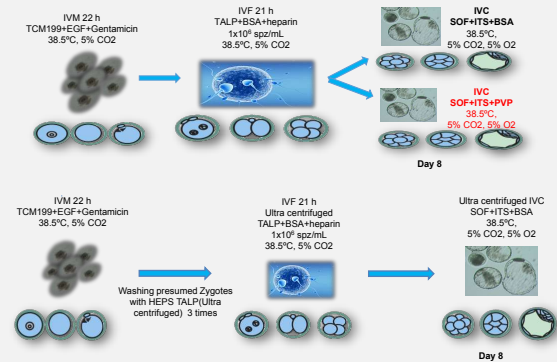 IVM 22 h
TCM199+EGF+Gentamicin
38.5ºC, 5% CO2
IVF 21 h
TALP+BSA+heparin
1x10⁶ spz/mL
38.5ºC, 5% CO2
IVC
SOF+ITS+BSA
38.5ºC,
5% CO2, 5% O2
IVC
SOF+ITS+PVP
38.5ºC,
5% CO2, 5% O2
Day 8
IVM 22 h
TCM199+EGF+Gentamicin
38.5ºC, 5% CO2
Washing presumed Zygotes
with HEPS TALP(Ultra
centrifuged) 3 times
IVF 21 h
Ultra centrifuged
TALP+BSA+heparin
1x10⁶ spz/mL
38.5ºC, 5% CO2
Ultra centrifuged IVC
SOF+ITS+BSA
38.5ºC,
5% CO2, 5% O2
Day 8